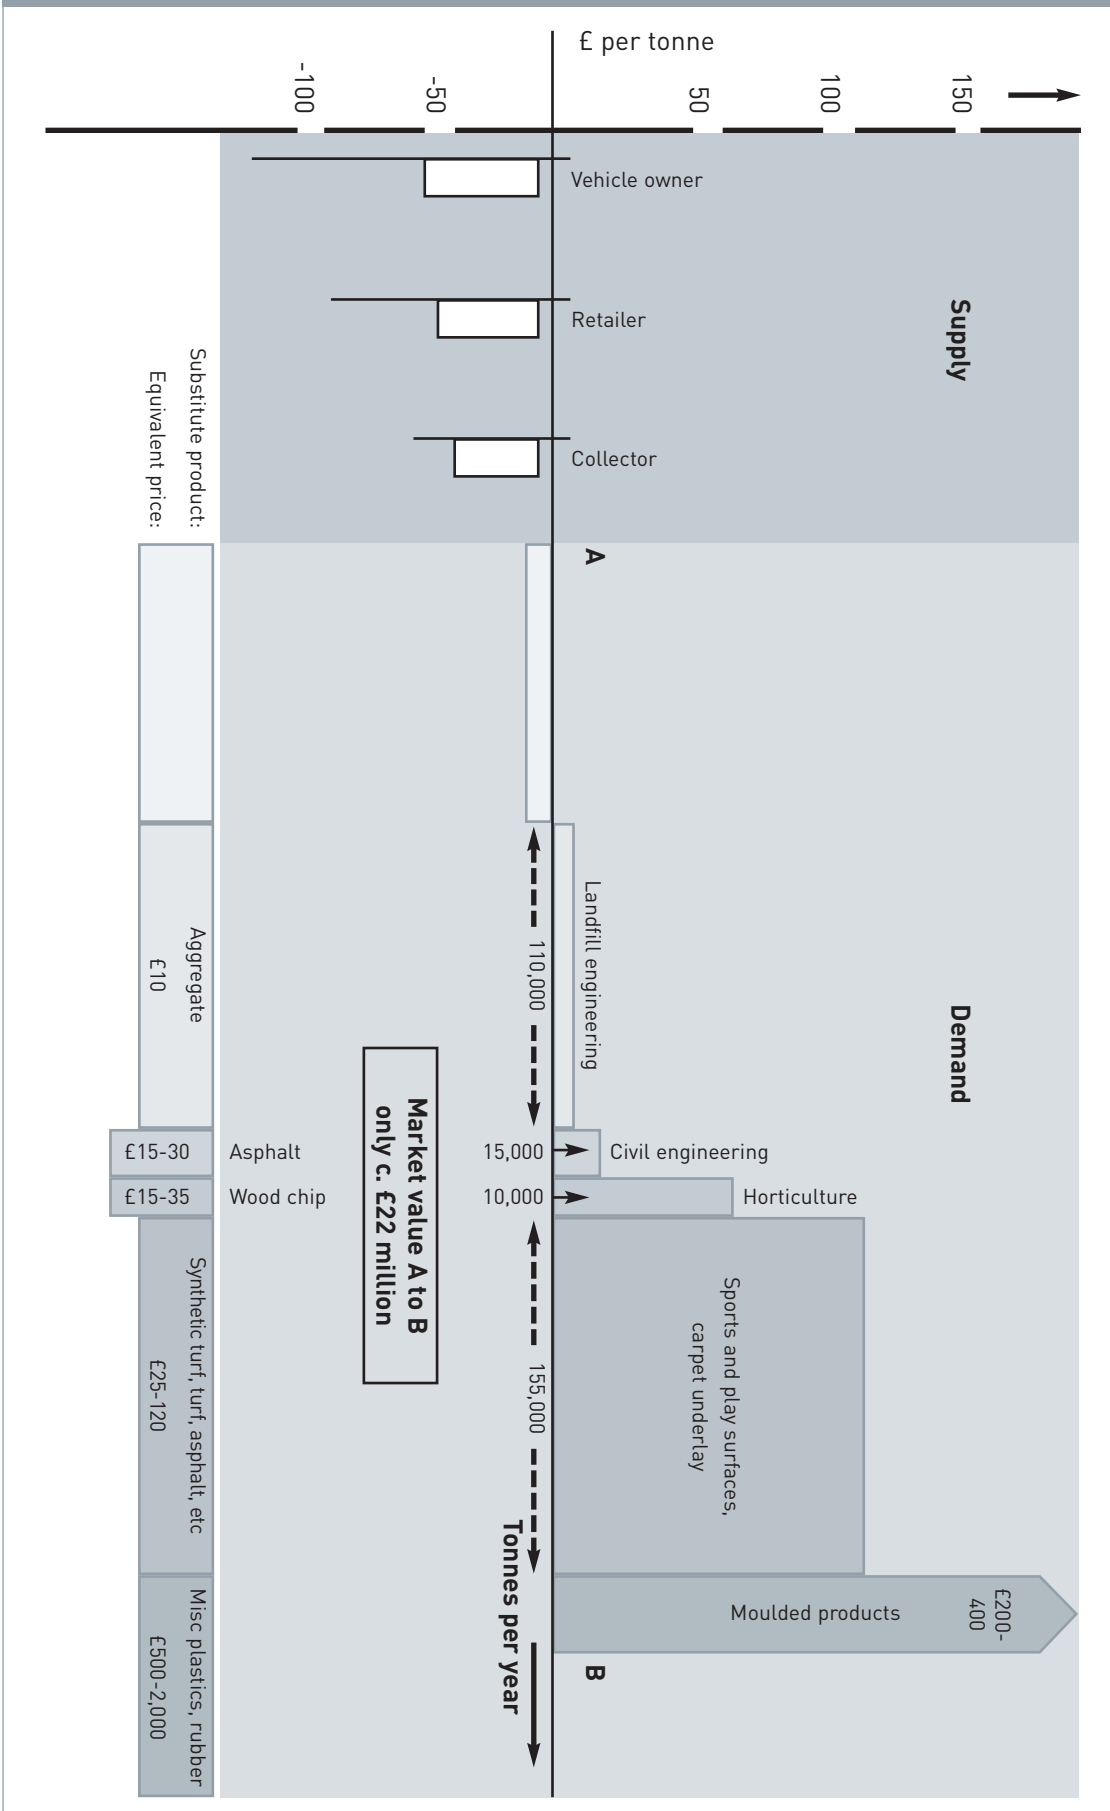 £ per tonne
-100
-50
50
100
150
Supply
Vehicle owner
Retailer
Collector
Demand
A
Landfill engineering
110,000
Civil engineering
15,000
Horticulture
10,000
Sports and play surfaces,
carpet underlay
155,000
Moulded products
£200-
400
B
Tonnes per year
Market value A to B
only c. £22 million
Substitute product:
Equivalent price:
Aggregate
£10
Asphalt
£15-30
Wood chip
£15-35
Synthetic turf, turf, asphalt, etc
£25-120
Misc plastics, rubber
£500-2,000